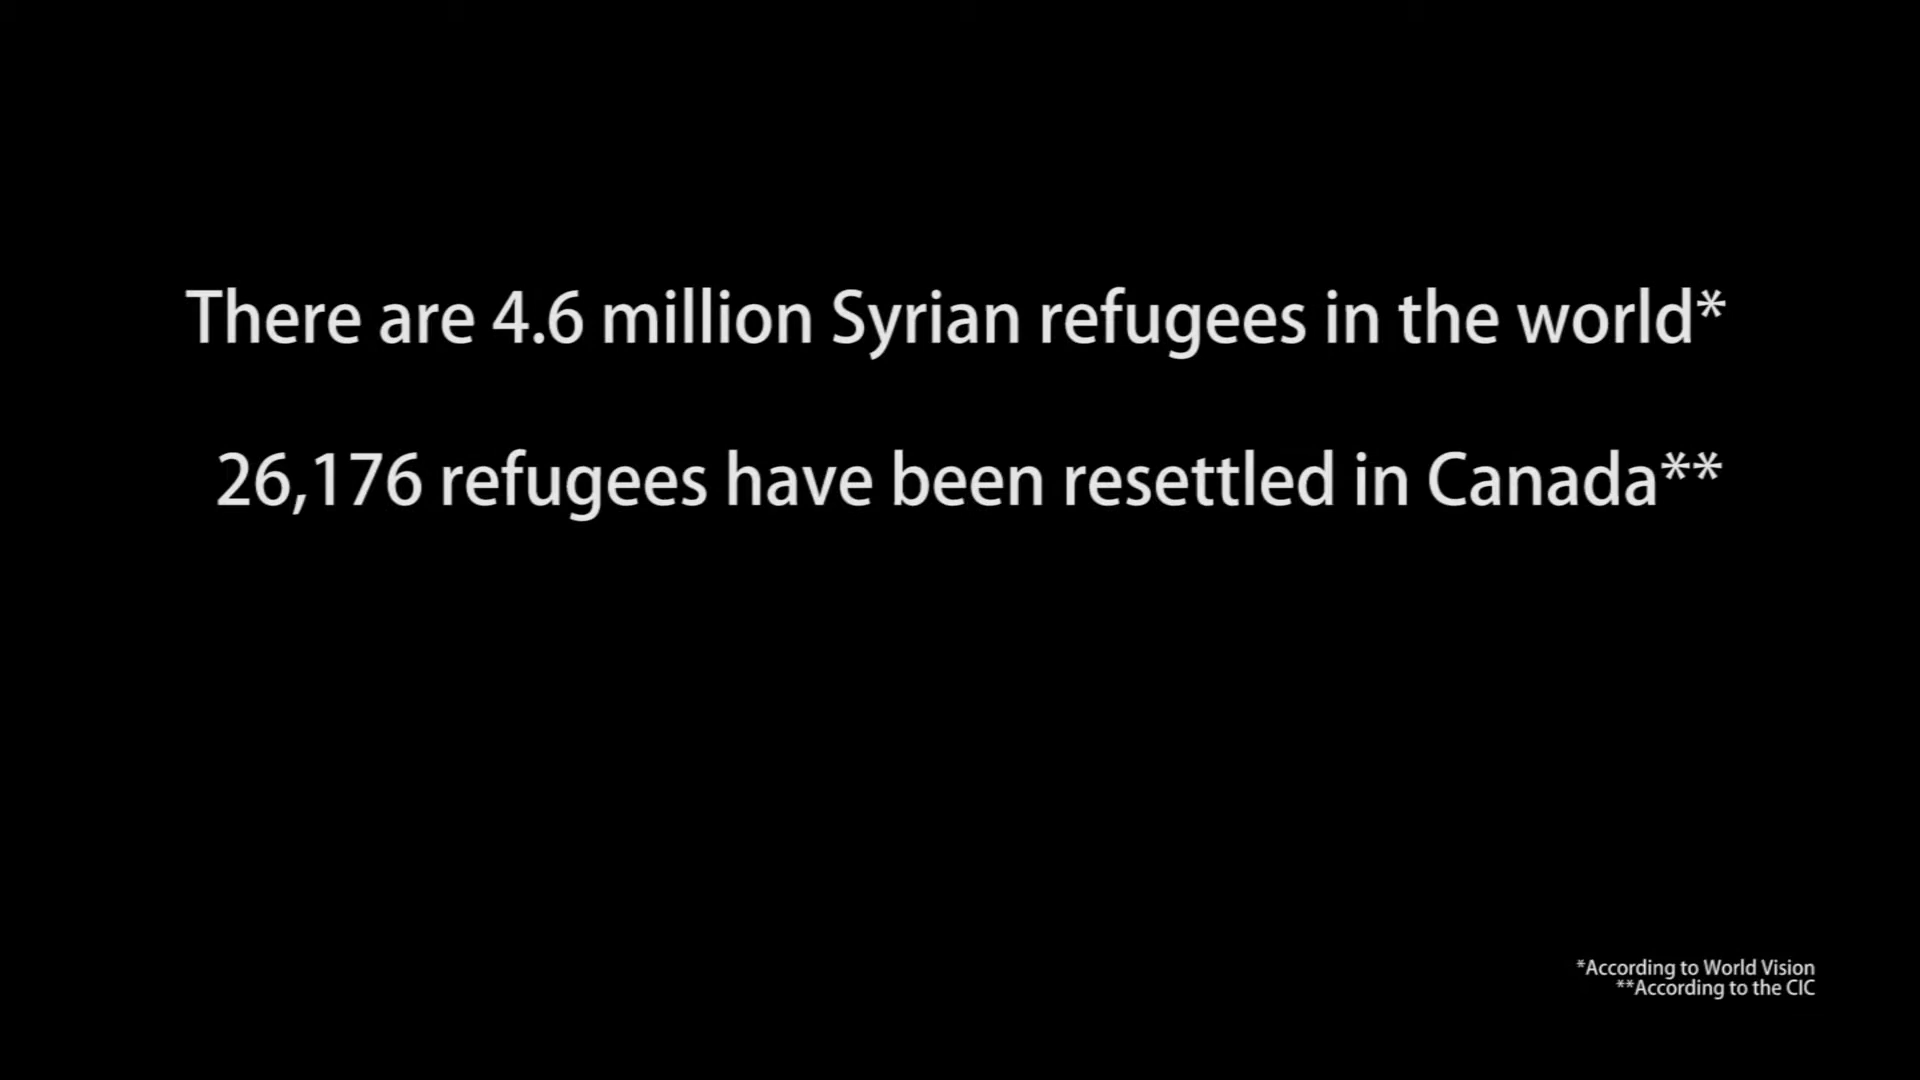 There are 4.6 million Syrian refugees in the world*
26,176 refugees have been resettled in Canada**
*According to World Vision
**According to the CIC